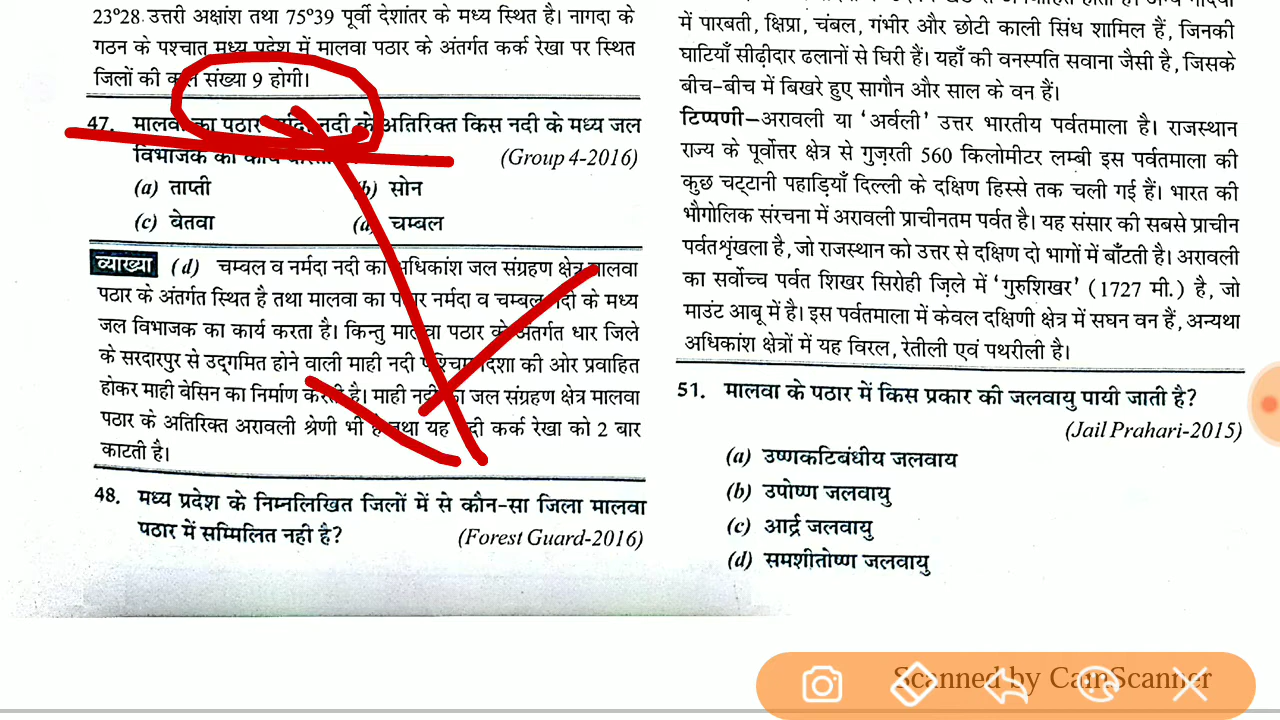 23°28 उत्तरी अक्षांश तथा 75°39 पूर्वी देशांतर के मध्य स्थित है। नागदा के
गठन के पश्चात मध्य प्रदेश में मालवा पठार के अंतर्गत कर्क रेखा पर स्थित
जिलों की कुल संख्या 9 होगी।
47. मालवा का पठार नर्मदा नदी के अतिरिक्त किस नदी के मध्य जल
विभाजक का कार्य (Group 4-2016)
(a) ताप्ती (b) सोन
(c) बेतवा (d) चम्बल
व्याख्या (d) चम्बल व नर्मदा नदी का अधिकांश जल संग्रहण क्षेत्र मालवा
पठार के अंतर्गत स्थित है तथा मालवा का पठार नर्मदा व चम्बल नदी के मध्य
जल विभाजक का कार्य करता है। किन्तु मालवा पठार के अंतर्गत धार जिले
के सरदारपुर से उद्‌गमित होने वाली माही नदी पश्चिम दिशा की ओर प्रवाहित
होकर माही बेसिन का निर्माण करती है। माही नदी का जल संग्रहण क्षेत्र मालवा
पठार के अतिरिक्त अरावली श्रेणी भी है तथा यह नदी कर्क रेखा को 2 बार
काटती है।
48. मध्य प्रदेश के निम्नलिखित जिलों में से कौन-सा जिला मालवा
पठार में सम्मिलित नही है? (Forest Guard-2016)
में पारबती, क्षिप्रा, चंबल, गंभीर और छोटी काली सिंध शामिल हैं, जिनकी
घाटियाँ सीढ़ीदार ढलानों से घिरी हैं। यहाँ की वनस्पति सवाना जैसी है, जिसके
बीच-बीच में बिखरे हुए सागौन और साल के वन हैं।
टिप्पणी–अरावली या 'अर्वली' उत्तर भारतीय पर्वतमाला है। राजस्थान
राज्य के पूर्वोत्तर क्षेत्र से गुज़रती 560 किलोमीटर लम्बी इस पर्वतमाला की
कुछ चट्टानी पहाड़ियाँ दिल्ली के दक्षिण हिस्से तक चली गई हैं। भारत की
भौगोलिक संरचना में अरावली प्राचीनतम पर्वत है। यह संसार की सबसे प्राचीन
पर्वतशृंखला है, जो राजस्थान को उत्तर से दक्षिण दो भागों में बाँटती है। अरावली
का सर्वोच्च पर्वत शिखर सिरोही ज़िले में 'गुरुशिखर' (1727 मी.) है, जो
माउंट आबू में है। इस पर्वतमाला में केवल दक्षिणी क्षेत्र में सघन वन हैं, अन्यथा
अधिकांश क्षेत्रों में यह विरल, रेतीली एवं पथरीली है।
51. मालवा के पठार में किस प्रकार की जलवायु पायी जाती है?
(Jail Prahari-2015)
(a) उष्णकटिबंधीय जलवाय
(b) उपोष्ण जलवायु
(c) आर्द्र जलवायु
(d) समशीतोष्ण जलवायु
Scanned by CamScanner